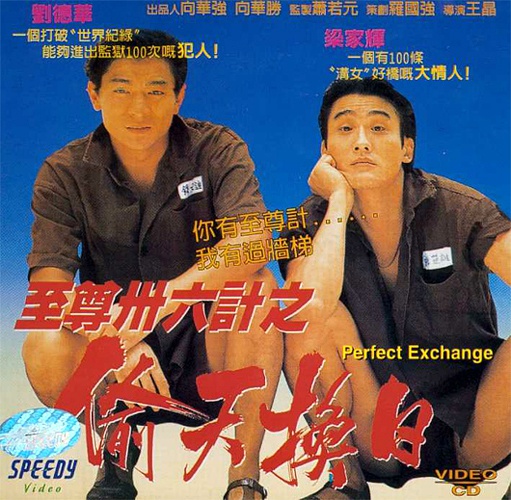 出品人 向華強 向華勝 監製 蕭若元 策劃 羅國強 導演 王晶
劉德華
一個打破"世界紀綠"
能夠進出監獄100次嘅犯人！
梁家輝
一個有100條
"溝女"好橋嘅大情人！
你有至尊計......
我有過牆梯
至尊卅六計之
Perfect Exchange
偷天換日
SPEEDY
Video
VIDEO
CD